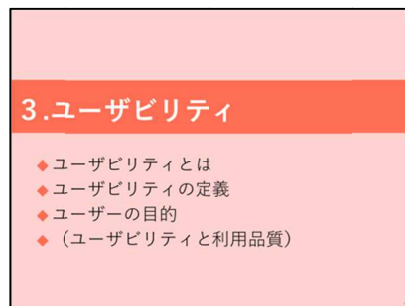 3.ユーザビリティ
◆ユーザビリティとは
◆ユーザビリティの定義
◆ユーザーの目的
◆（ユーザビリティと利用品質）